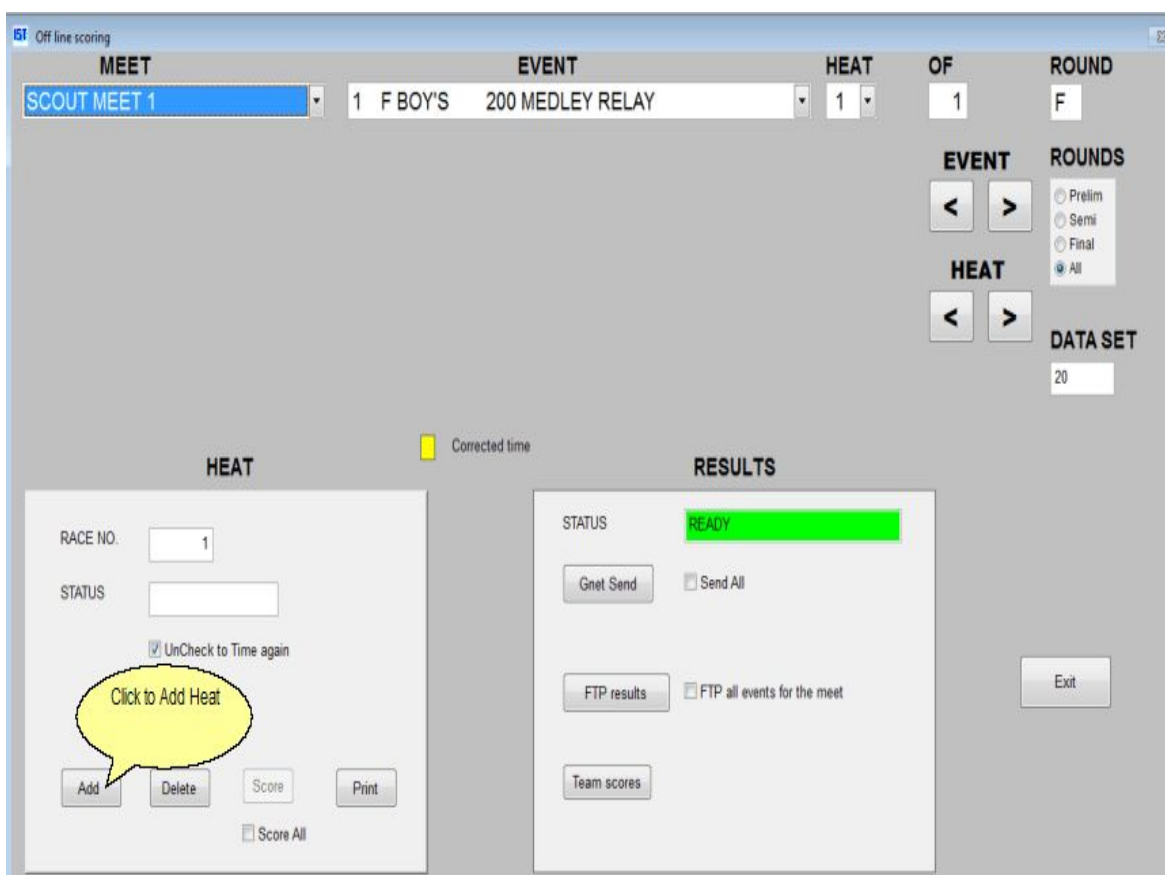 IST Off line scoring
MEET EVENT HEAT OF ROUND
SCOUT MEET 1 1 F BOY'S 200 MEDLEY RELAY 1 1 F
EVENT ROUNDS
< > Prelim
Semi
Final
HEAT All
< >
DATA SET
20
Corrected time
HEAT RESULTS
RACE NO. 1
STATUS
UnCheck to Time again
Click to Add Heat
Add Delete Score Print
Score All
STATUS READY
Gnet Send Send All
FTP results FTP all events for the meet
Team scores
Exit